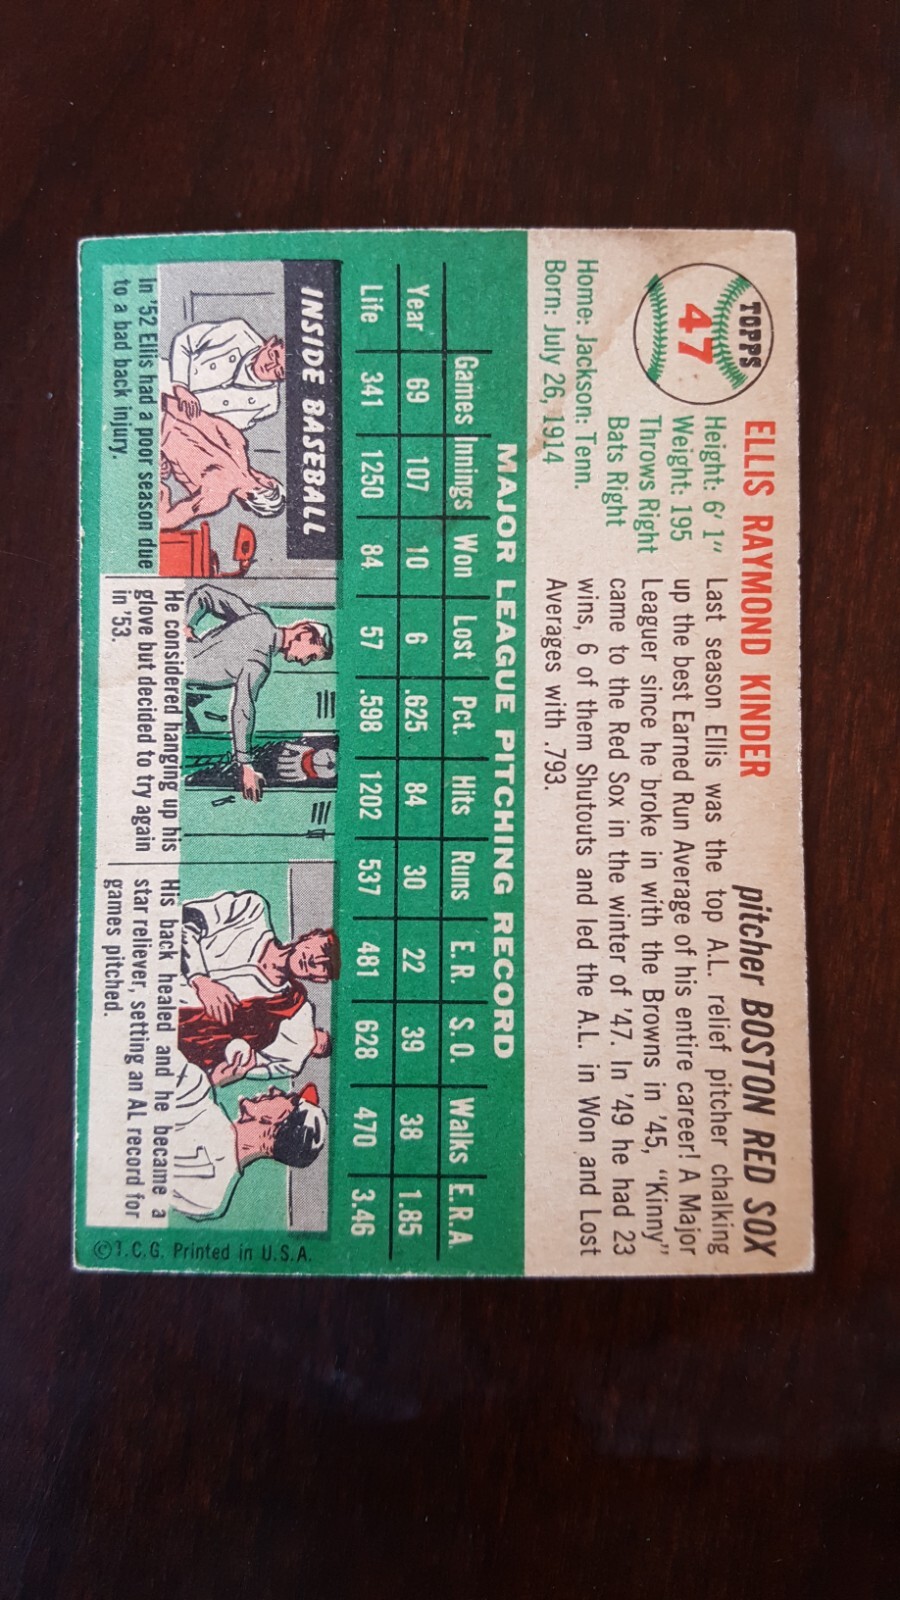 TOPPS
47
ELLIS RAYMOND KINDER
pitcher BOSTON RED SOX
Height: 6' 1"
Weight: 195
Throws Right
Bats Right
Home: Jackson: Tenn.
Born: July 26, 1914
Last season Ellis was the top A.L. relief pitcher chalking
up the best Earned Run Average of his entire career! A Major
Leaguer since he broke in with the Browns in '45, "Kinny"
came to the Red Sox in the winter of '47. In '49 he had 23
wins, 6 of them Shutouts and led the A.L. in Won and Lost
Averages with .793.
MAJOR LEAGUE PITCHING RECORD
Games Innings Won Lost Pct. Hits Runs E.R. S.O. Walks E.R.A.
Year 69 107 10 6 .625 84 30 22 39 38 1.85
Life 341 1250 84 57 .598 1202 537 481 628 470 3.46
INSIDE BASEBALL
In '52 Ellis had a poor season due
to a bad back injury.
He considered hanging up his
glove but decided to try again
in '53.
His back healed and he became a
star reliever, setting an AL record for
games pitched.
©T.C.G. Printed in U.S.A.